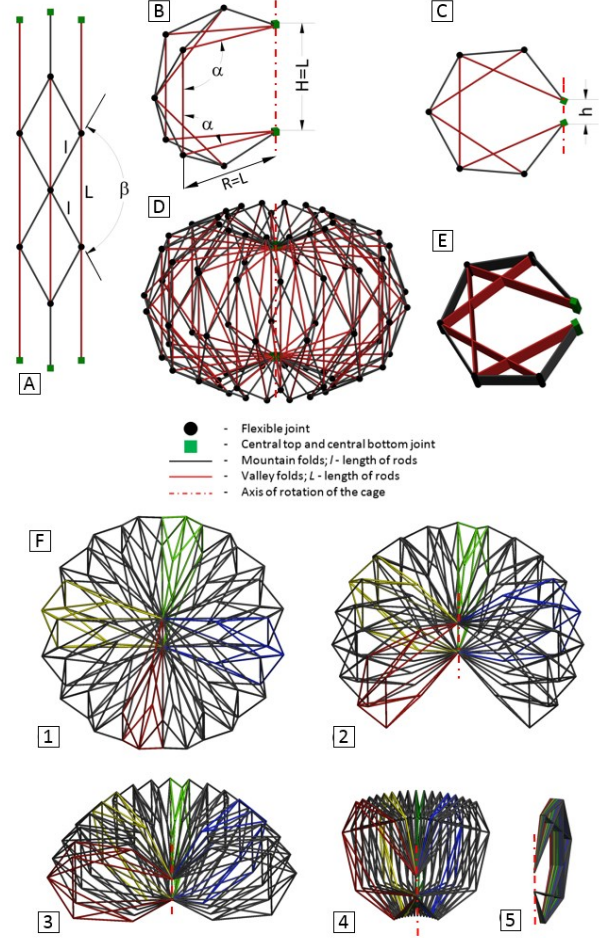 A
l
l
L
β
B
α
α
H=L
R=L
C
h
D
E
- Flexible joint
- Central top and central bottom joint
- Mountain folds; l - length of rods
- Valley folds; L - length of rods
- Axis of rotation of the cage
F
1
2
3
4
5